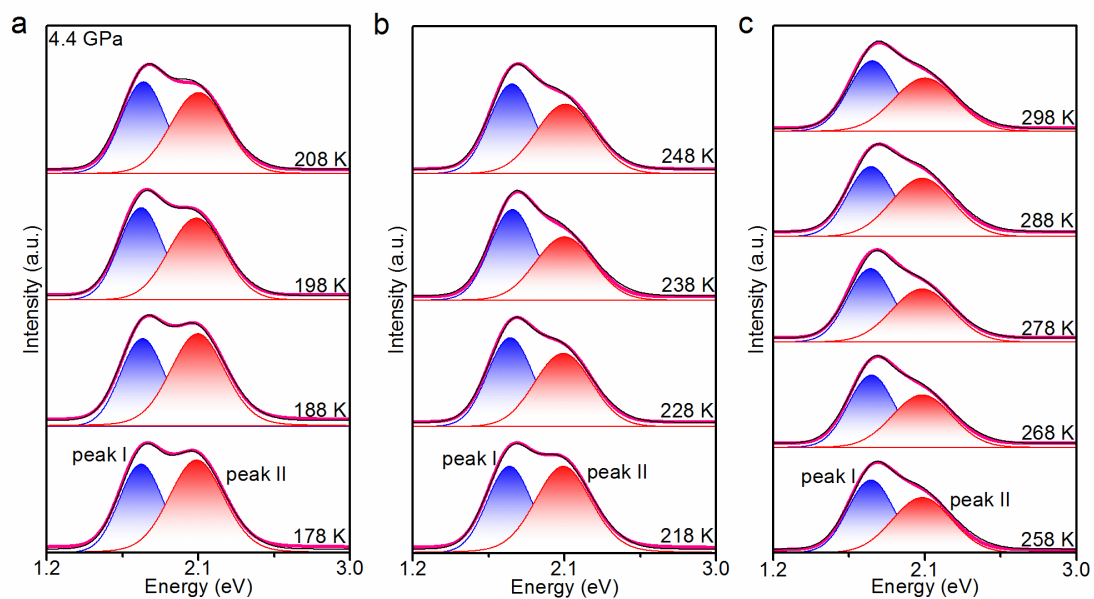 a
4.4 GPa
208 K
198 K
188 K
peak I
peak II
178 K
1.2 2.1 3.0
Energy (eV)
Intensity (a.u.)
b
248 K
238 K
228 K
peak I
peak II
218 K
1.2 2.1 3.0
Energy (eV)
Intensity (a.u.)
c
298 K
288 K
278 K
268 K
peak I
peak II
258 K
1.2 2.1 3.0
Energy (eV)
Intensity (a.u.)